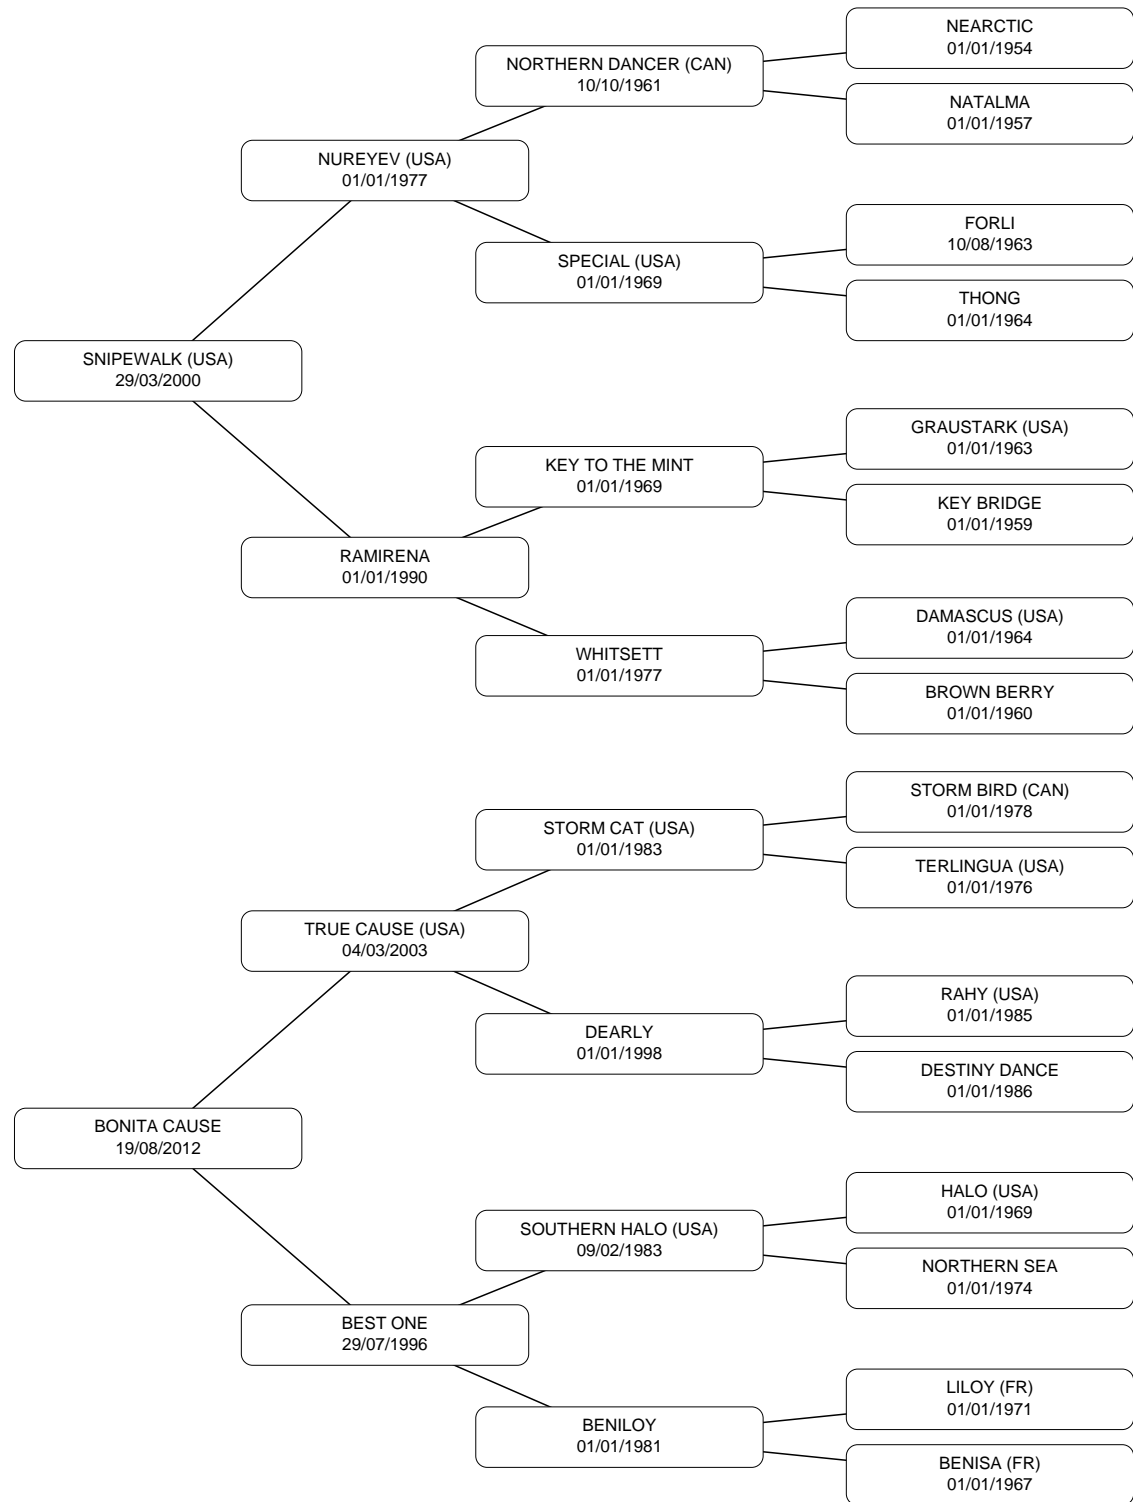 NEARCTIC
01/01/1954
NORTHERN DANCER (CAN)
10/10/1961
NATALMA
01/01/1957
NUREYEV (USA)
01/01/1977
FORLI
10/08/1963
SPECIAL (USA)
01/01/1969
THONG
01/01/1964
SNIPEWALK (USA)
29/03/2000
GRAUSTARK (USA)
01/01/1963
KEY TO THE MINT
01/01/1969
KEY BRIDGE
01/01/1959
RAMIRENA
01/01/1990
DAMASCUS (USA)
01/01/1964
WHITSETT
01/01/1977
BROWN BERRY
01/01/1960
STORM BIRD (CAN)
01/01/1978
STORM CAT (USA)
01/01/1983
TERLINGUA (USA)
01/01/1976
TRUE CAUSE (USA)
04/03/2003
RAHY (USA)
01/01/1985
DEARLY
01/01/1998
DESTINY DANCE
01/01/1986
BONITA CAUSE
19/08/2012
HALO (USA)
01/01/1969
SOUTHERN HALO (USA)
09/02/1983
NORTHERN SEA
01/01/1974
BEST ONE
29/07/1996
LILOY (FR)
01/01/1971
BENILOY
01/01/1981
BENISA (FR)
01/01/1967